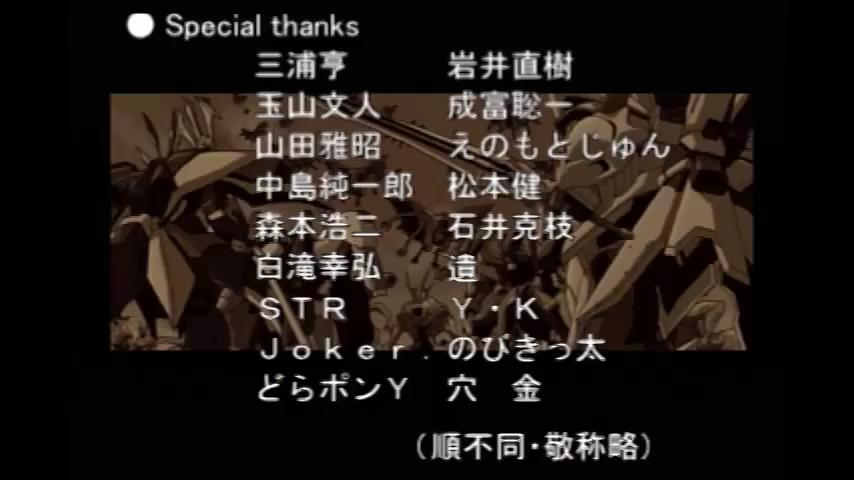 ● Special thanks
三浦亨 岩井直樹
玉山文人 成富聡一
山田雅昭 えのもとじゅん
中島純一郎 松本健
森本浩二 石井克枝
白滝幸弘 遺
ＳＴＲ Ｙ・Ｋ
Ｊｏｋｅｒ． のびきっ太
どらポンＹ 穴　金
（順不同・敬称略）